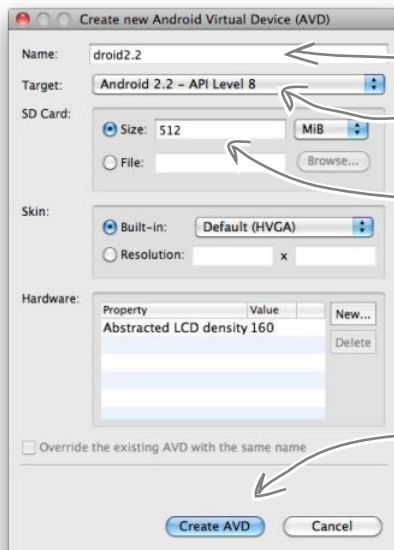 Create new Android Virtual Device (AVD)
Name: droid2.2
Target: Android 2.2 - API Level 8
SD Card:
Size: 512 MiB
File: Browse...
Skin:
Built-in: Default (HVGA)
Resolution: x
Hardware:
Property Value New...
Abstracted LCD density 160 Delete
Override the existing AVD with the same name
Create AVD Cancel